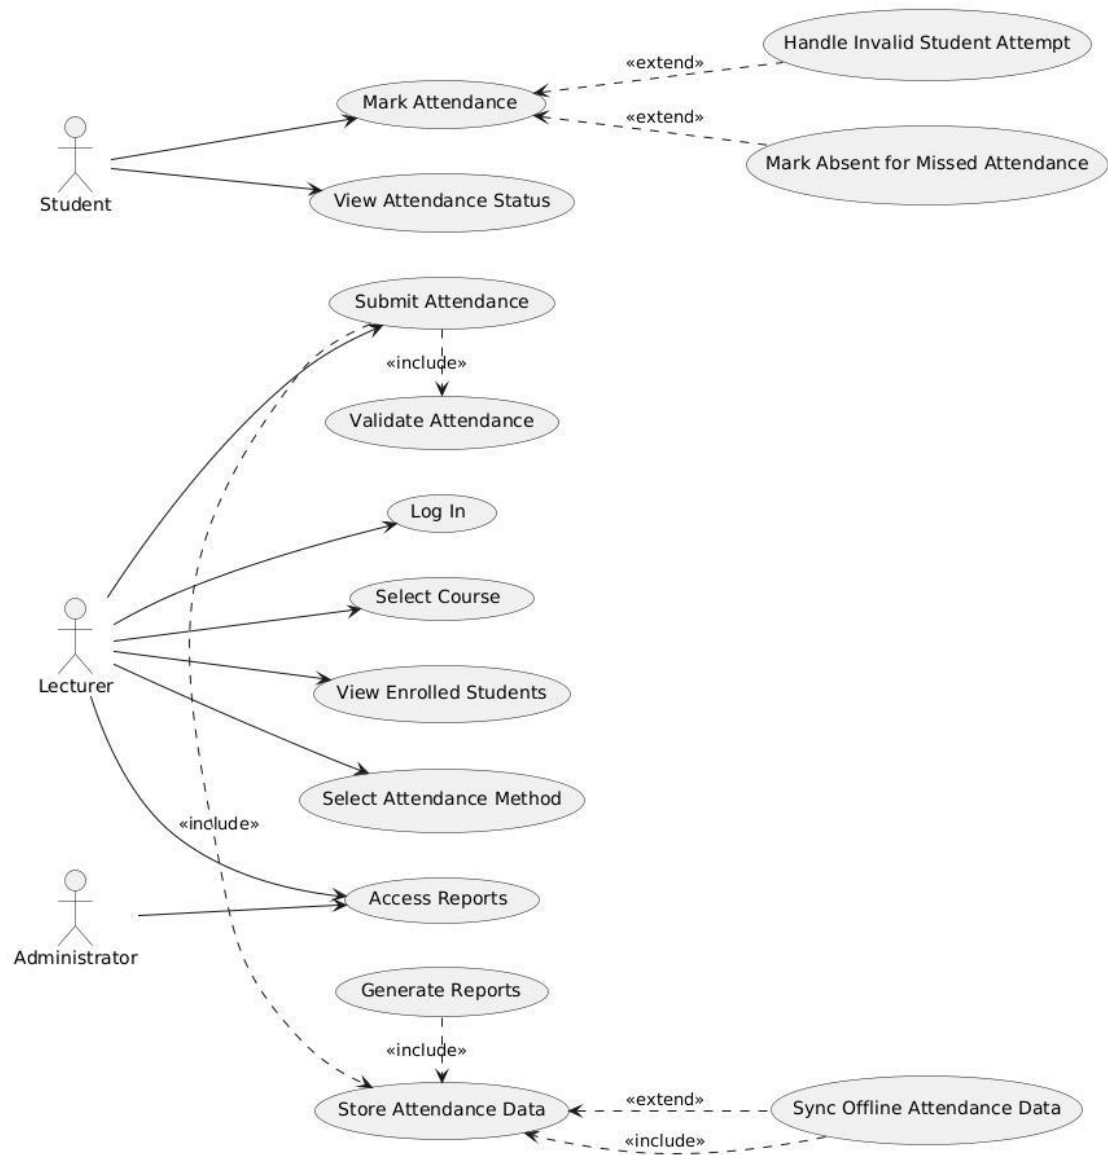 Handle Invalid Student Attempt
«extend»
Mark Attendance
«extend»
Mark Absent for Missed Attendance
Student
View Attendance Status
Submit Attendance
«include»
Validate Attendance
Log In
Select Course
Lecturer
View Enrolled Students
Select Attendance Method
«include»
Access Reports
Administrator
Generate Reports
«include»
«extend»
Store Attendance Data
Sync Offline Attendance Data
«include»